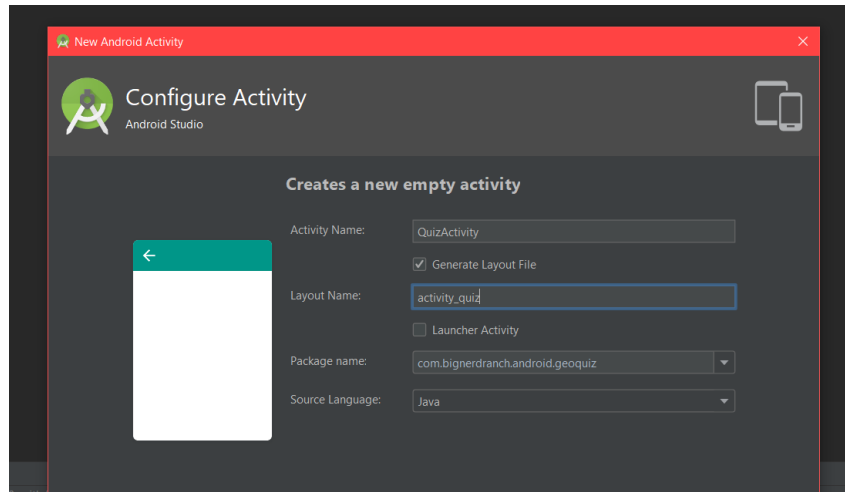 New Android Activity
Configure Activity
Android Studio
Creates a new empty activity
Activity Name: QuizActivity
Generate Layout File
Layout Name: activity_quiz
Launcher Activity
Package name: com.bignerdranch.android.geoquiz
Source Language: Java